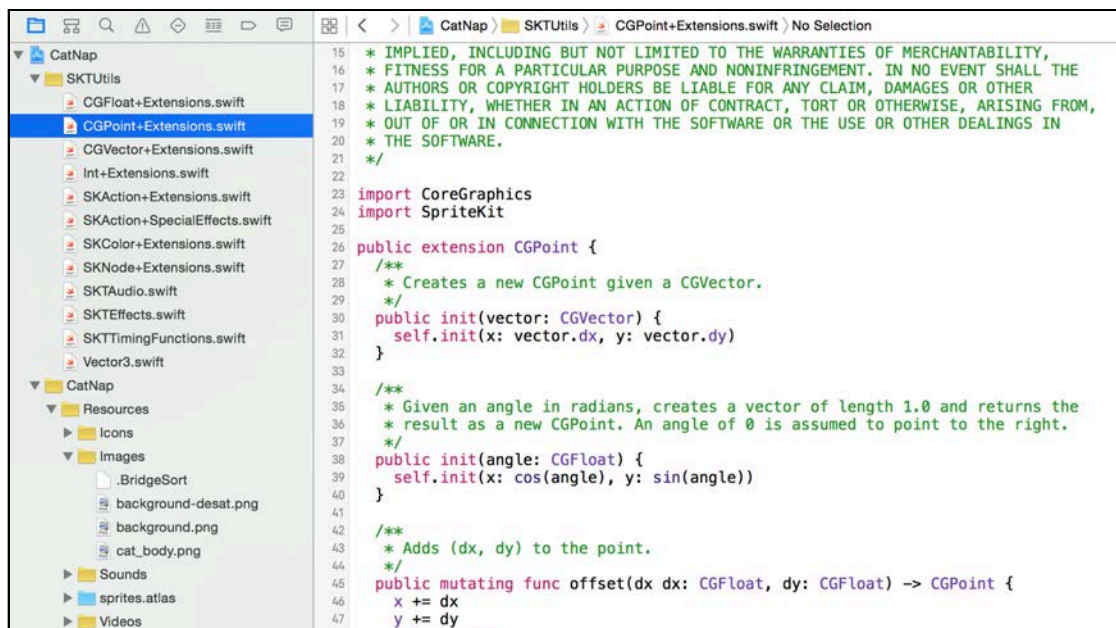 CatNap
SKTUtils
CGFloat+Extensions.swift
CGPoint+Extensions.swift
CGVector+Extensions.swift
Int+Extensions.swift
SKAction+Extensions.swift
SKAction+SpecialEffects.swift
SKColor+Extensions.swift
SKNode+Extensions.swift
SKTAudio.swift
SKTEffects.swift
SKTTimingFunctions.swift
Vector3.swift
CatNap
Resources
Icons
Images
.BridgeSort
background-desat.png
background.png
cat_body.png
Sounds
sprites.atlas
Videos
CatNap 〉 SKTUtils 〉 CGPoint+Extensions.swift 〉 No Selection
15 * IMPLIED, INCLUDING BUT NOT LIMITED TO THE WARRANTIES OF MERCHANTABILITY,
16 * FITNESS FOR A PARTICULAR PURPOSE AND NONINFRINGEMENT. IN NO EVENT SHALL THE
17 * AUTHORS OR COPYRIGHT HOLDERS BE LIABLE FOR ANY CLAIM, DAMAGES OR OTHER
18 * LIABILITY, WHETHER IN AN ACTION OF CONTRACT, TORT OR OTHERWISE, ARISING FROM,
19 * OUT OF OR IN CONNECTION WITH THE SOFTWARE OR THE USE OR OTHER DEALINGS IN
20 * THE SOFTWARE.
21 */
22
23 import CoreGraphics
24 import SpriteKit
25
26 public extension CGPoint {
27 /**
28 * Creates a new CGPoint given a CGVector.
29 */
30 public init(vector: CGVector) {
31 self.init(x: vector.dx, y: vector.dy)
32 }
33
34 /**
35 * Given an angle in radians, creates a vector of length 1.0 and returns the
36 * result as a new CGPoint. An angle of 0 is assumed to point to the right.
37 */
38 public init(angle: CGFloat) {
39 self.init(x: cos(angle), y: sin(angle))
40 }
41
42 /**
43 * Adds (dx, dy) to the point.
44 */
45 public mutating func offset(dx dx: CGFloat, dy: CGFloat) -> CGPoint {
46 x += dx
47 y += dy